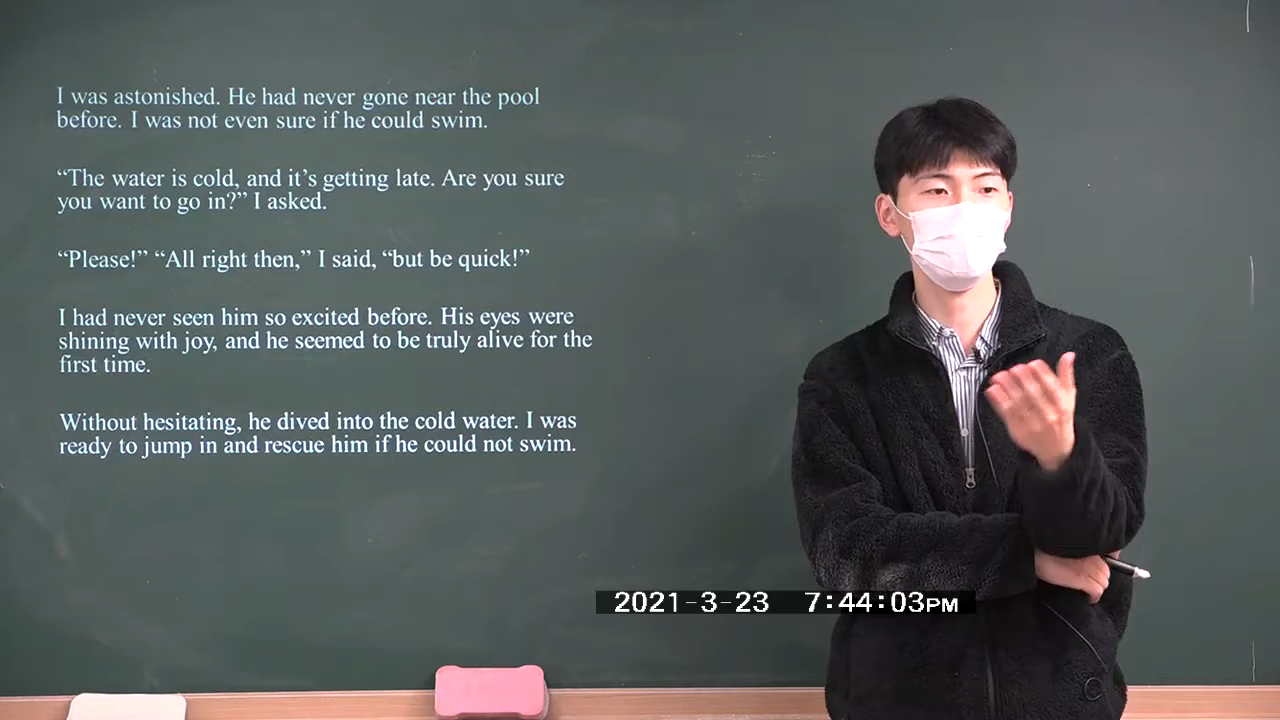 I was astonished. He had never gone near the pool
before. I was not even sure if he could swim.
“The water is cold, and it’s getting late. Are you sure
you want to go in?” I asked.
“Please!” “All right then,” I said, “but be quick!”
I had never seen him so excited before. His eyes were
shining with joy, and he seemed to be truly alive for the
first time.
Without hesitating, he dived into the cold water. I was
ready to jump in and rescue him if he could not swim.
2021-3-23 7:44:03PM